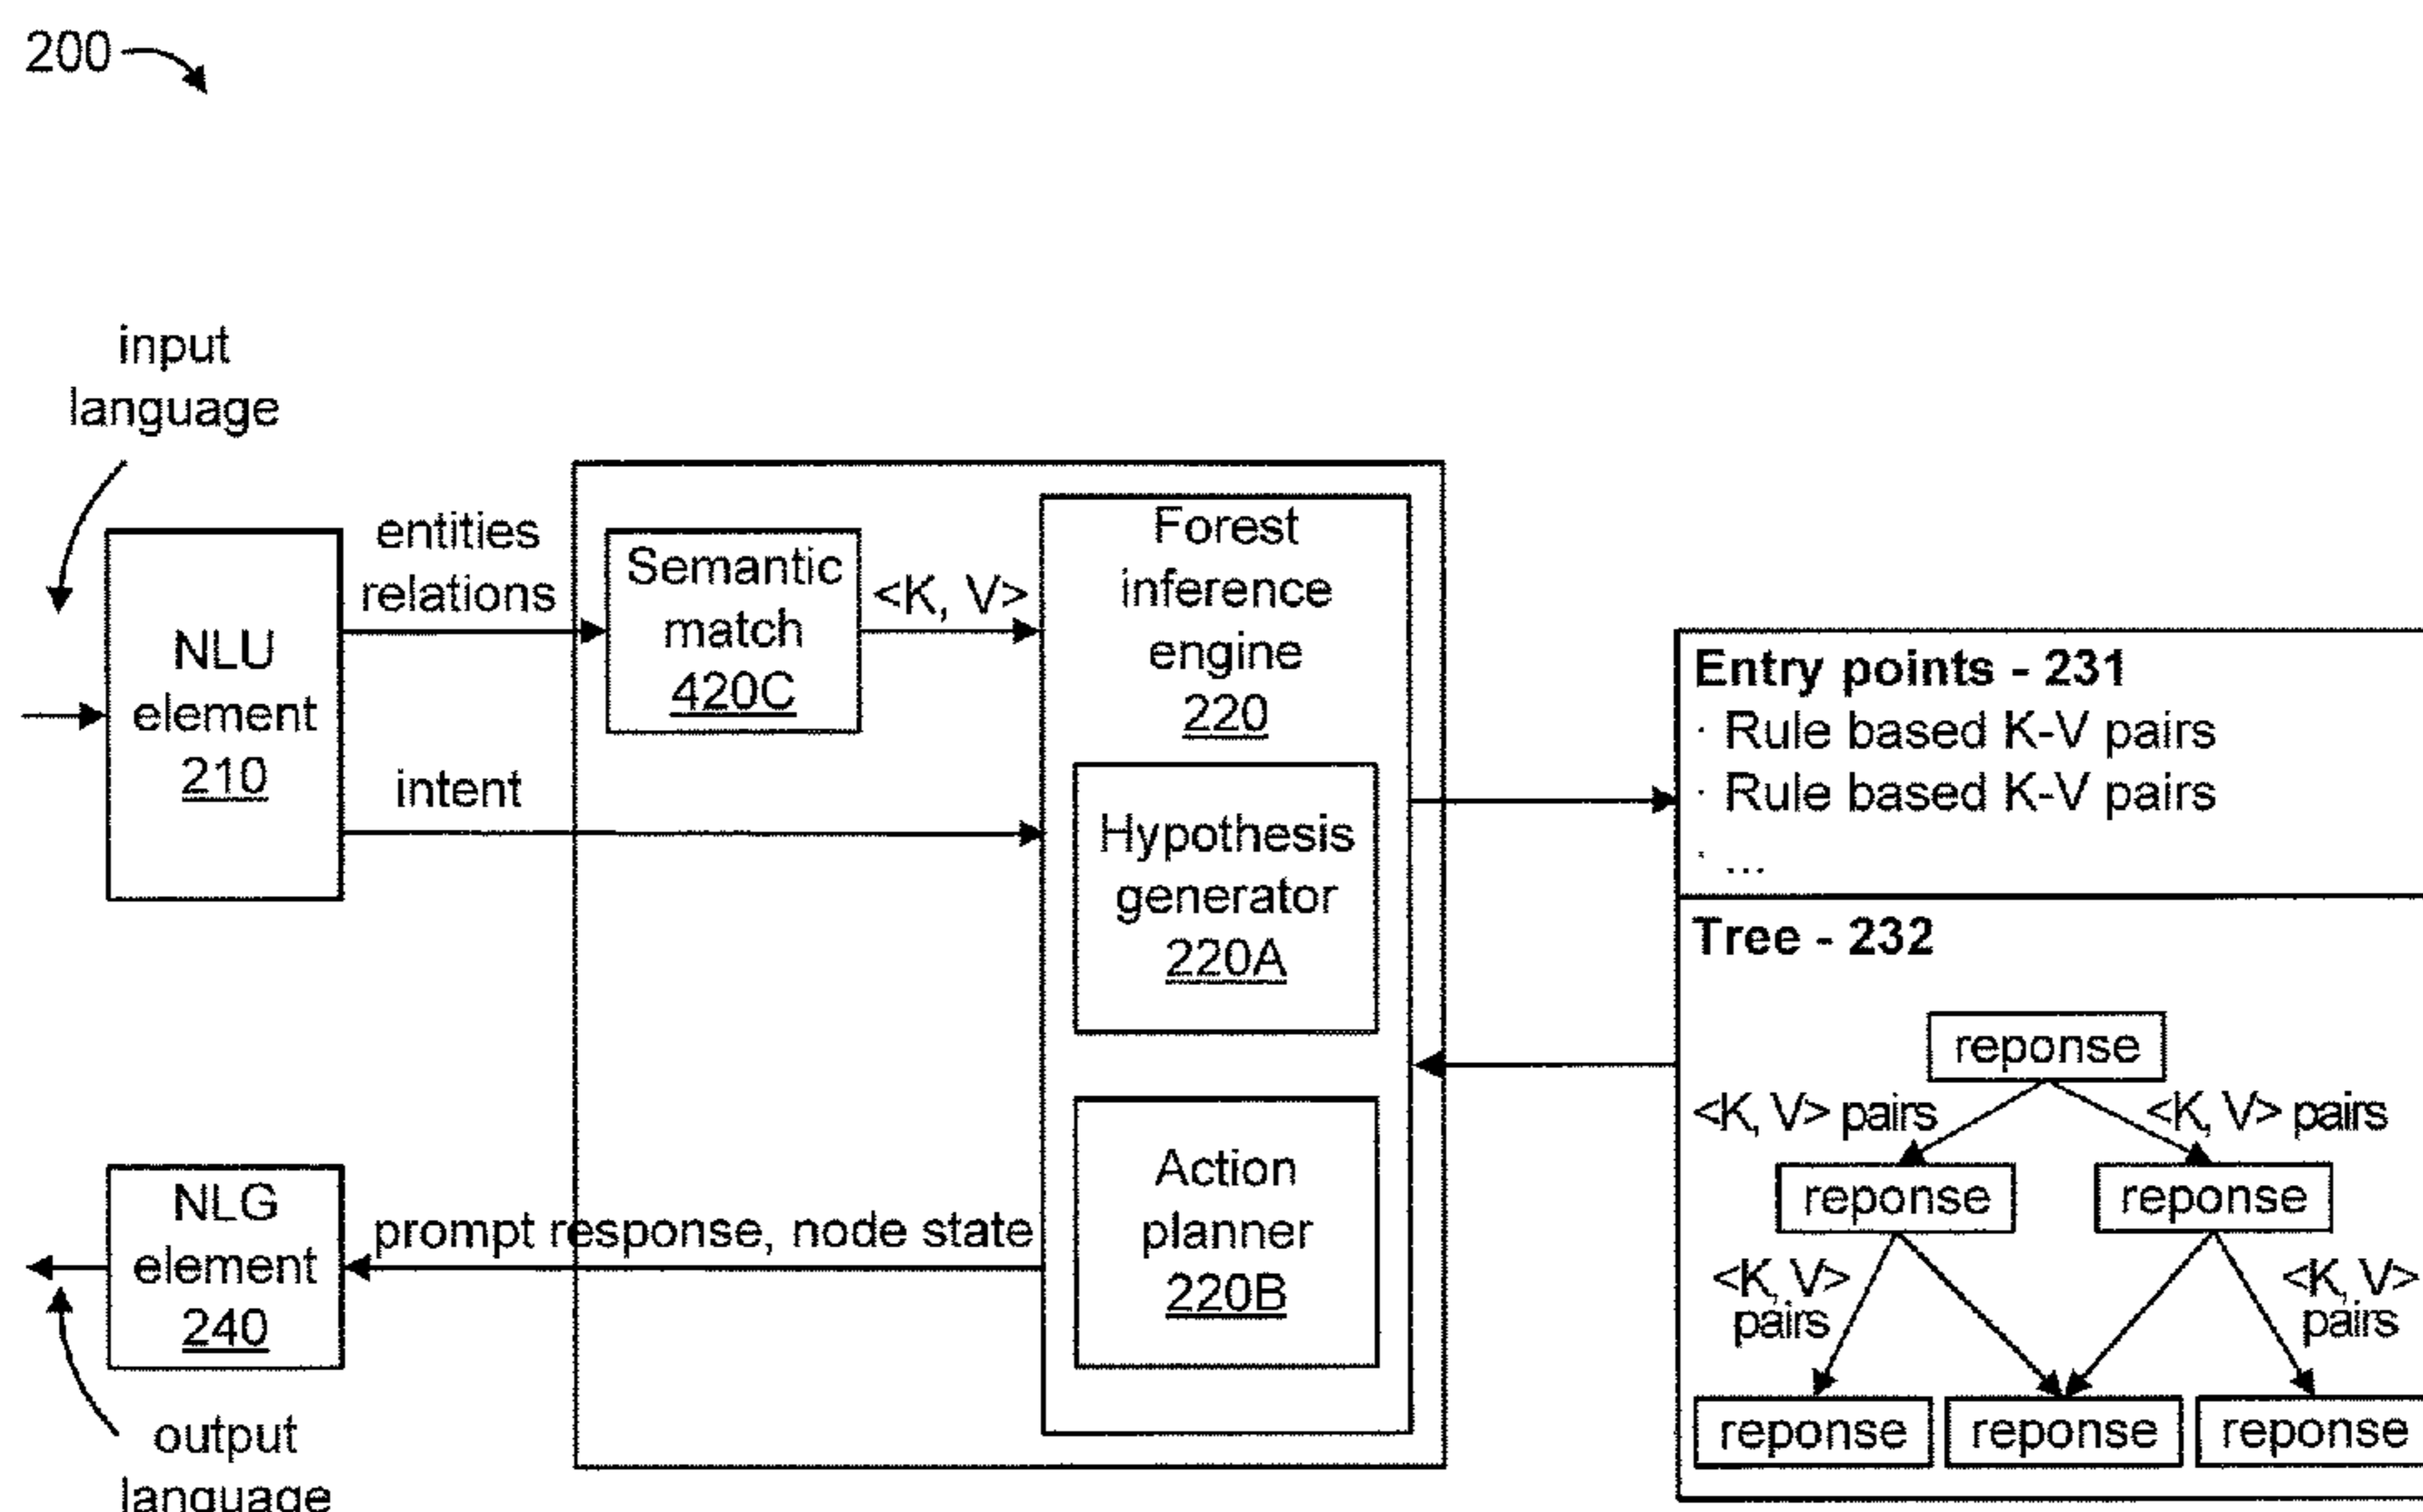 200
input
language
NLU
element
210
entities
relations
intent
Semantic
match
420C
<K, V>
Forest
inference
engine
220
Hypothesis
generator
220A
Action
planner
220B
prompt response, node state
NLG
element
240
output
language
Entry points - 231
· Rule based K-V pairs
· Rule based K-V pairs
· ...
Tree - 232
reponse
<K, V> pairs
<K, V> pairs
reponse
reponse
<K, V>
pairs
<K, V>
pairs
reponse
reponse
reponse